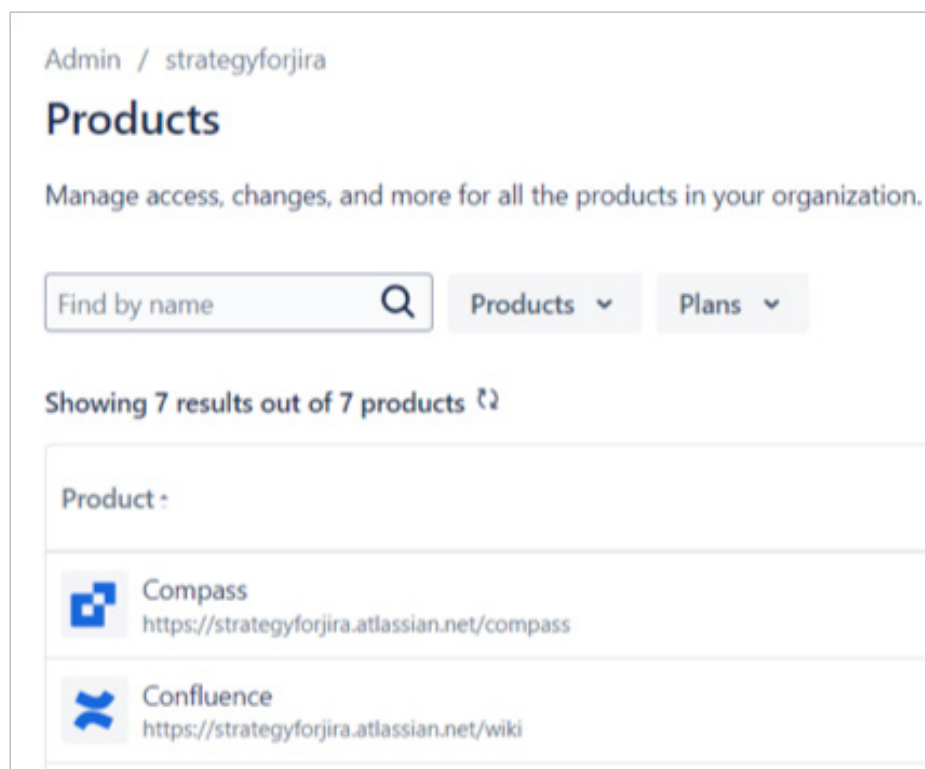 Admin / strategyforjira
Products
Manage access, changes, and more for all the products in your organization.
Find by name
Products
Plans
Showing 7 results out of 7 products
Product
Compass
https://strategyforjira.atlassian.net/compass
Confluence
https://strategyforjira.atlassian.net/wiki